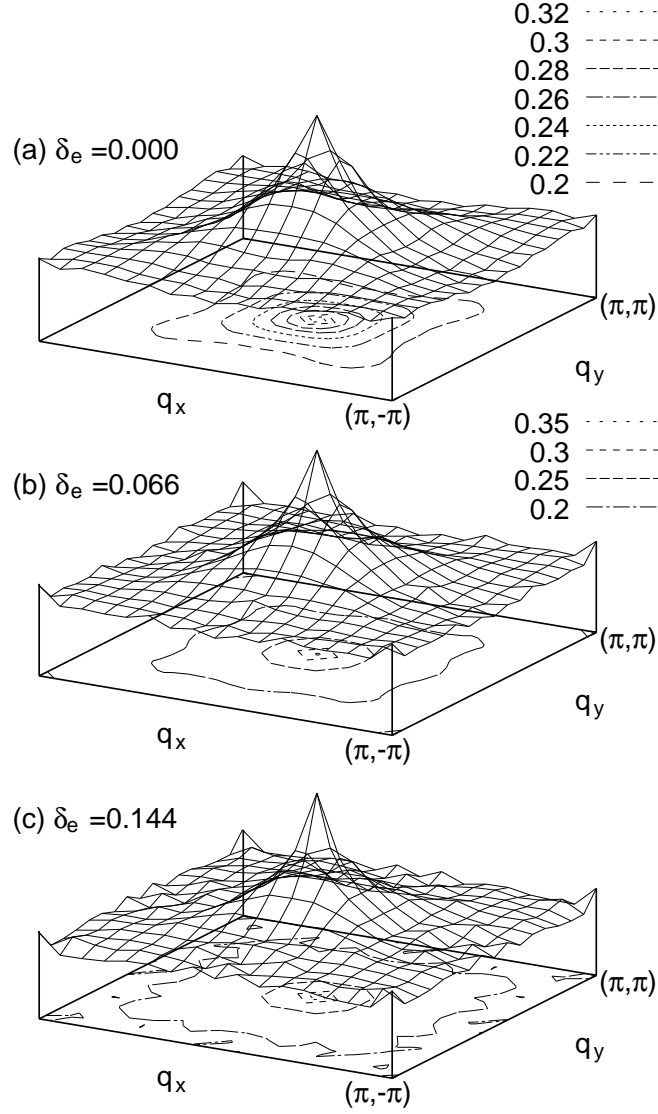 0.32
0.3
0.28
0.26
0.24
0.22
0.2
(a) δe =0.000
(π,π)
qy
qx
(π,-π)
0.35
0.3
0.25
0.2
(b) δe =0.066
(π,π)
qy
qx
(π,-π)
(c) δe =0.144
(π,π)
qy
qx
(π,-π)